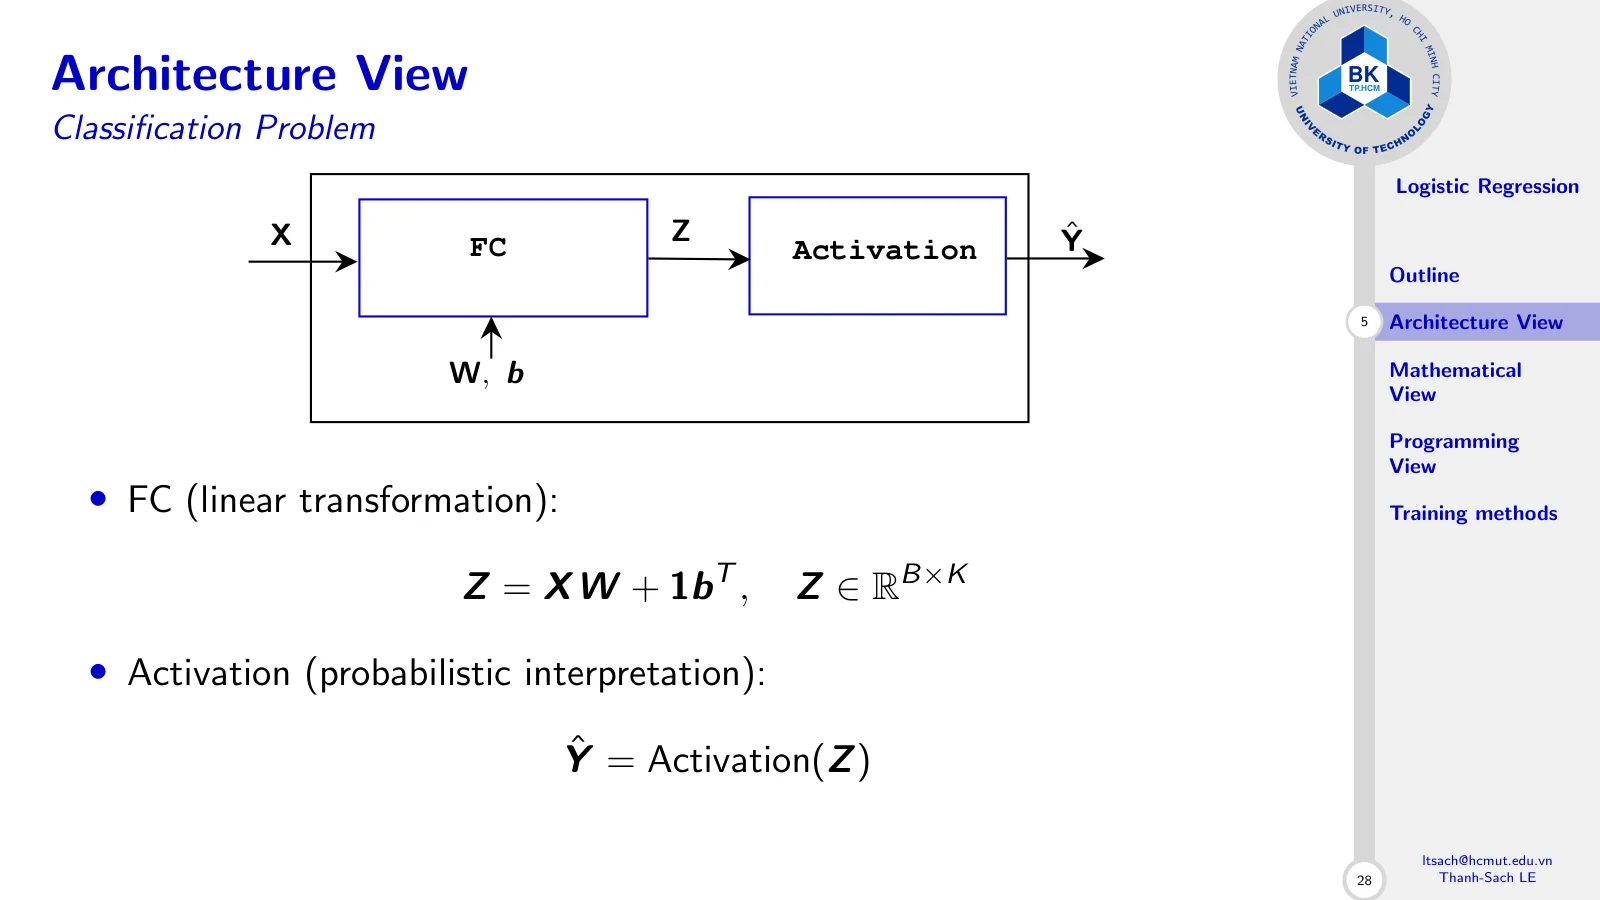 Architecture View
Classification Problem
X
FC
Z
Activation
Ŷ
W, b
• FC (linear transformation):
Z = XW + 1bᵀ, Z ∈ ℝᴮˣᴷ
• Activation (probabilistic interpretation):
Ŷ = Activation(Z)
VIETNAM NATIONAL UNIVERSITY, HO CHI MINH CITY
BK
TP.HCM
UNIVERSITY OF TECHNOLOGY
Logistic Regression
Outline
5
Architecture View
Mathematical
View
Programming
View
Training methods
ltsach@hcmut.edu.vn
Thanh-Sach LE
28